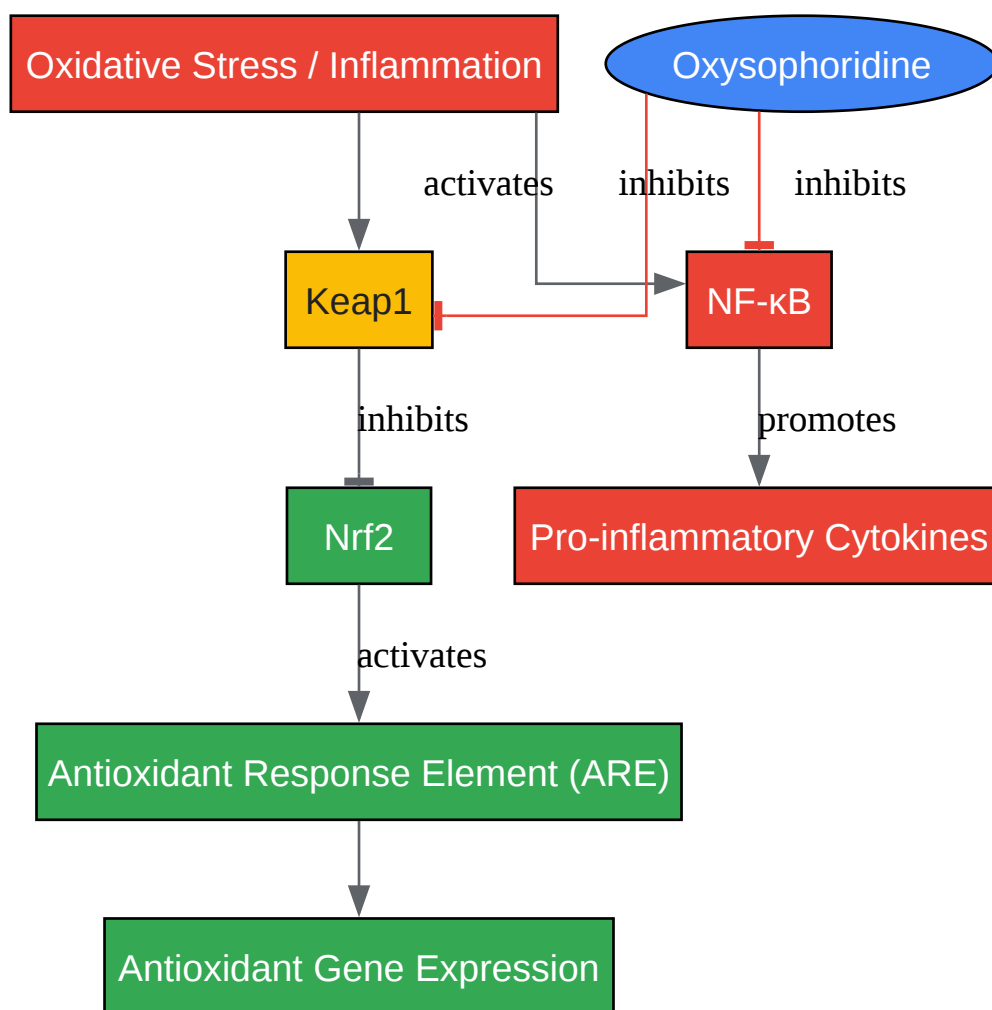 Oxidative Stress / Inflammation
Oxysophoridine
activates
inhibits
inhibits
Keap1
NF-κB
inhibits
promotes
Nrf2
Pro-inflammatory Cytokines
activates
Antioxidant Response Element (ARE)
Antioxidant Gene Expression